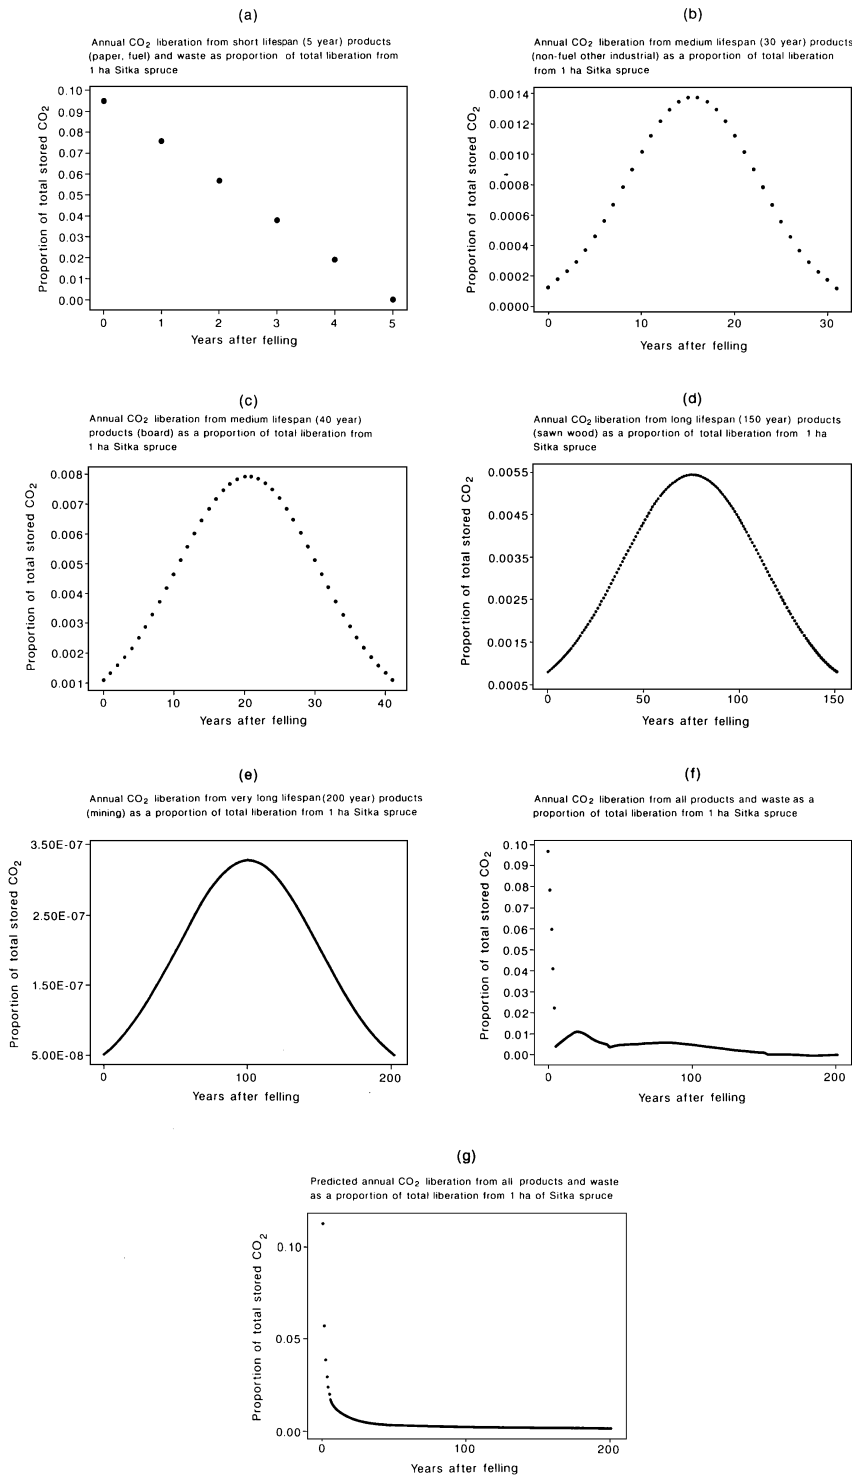 (a)
Annual CO2 liberation from short lifespan (5 year) products
(paper, fuel) and waste as proportion of total liberation from
1 ha Sitka spruce
Proportion of total stored CO2
0.10
0.09
0.08
0.07
0.06
0.05
0.04
0.03
0.02
0.01
0.00
0 1 2 3 4 5
Years after felling
(b)
Annual CO2 liberation from medium lifespan (30 year) products
(non-fuel other industrial) as a proportion of total liberation
from 1 ha Sitka spruce
Proportion of total stored CO2
0.0014
0.0012
0.0010
0.0008
0.0006
0.0004
0.0002
0.0000
0 10 20 30
Years after felling
(c)
Annual CO2 liberation from medium lifespan (40 year)
products (board) as a proportion of total liberation from
1 ha Sitka spruce
Proportion of total stored CO2
0.008
0.007
0.006
0.005
0.004
0.003
0.002
0.001
0 10 20 30 40
Years after felling
(d)
Annual CO2 liberation from long lifespan (150 year) products
(sawn wood) as a proportion of total liberation from 1 ha
Sitka spruce
Proportion of total stored CO2
0.0055
0.0045
0.0035
0.0025
0.0015
0.0005
0 50 100 150
Years after felling
(e)
Annual CO2 liberation from very long lifespan (200 year) products
(mining) as a proportion of total liberation from 1 ha Sitka spruce
Proportion of total stored CO2
3.50E-07
2.50E-07
1.50E-07
5.00E-08
0 100 200
Years after felling
(f)
Annual CO2 liberation from all products and waste as a
proportion of total liberation from 1 ha Sitka spruce
Proportion of total stored CO2
0.10
0.09
0.08
0.07
0.06
0.05
0.04
0.03
0.02
0.01
0.00
0 100 200
Years after felling
(g)
Predicted annual CO2 liberation from all products and waste
as a proportion of total liberation from 1 ha of Sitka spruce
Proportion of total stored CO2
0.10
0.05
0.00
0 100 200
Years after felling